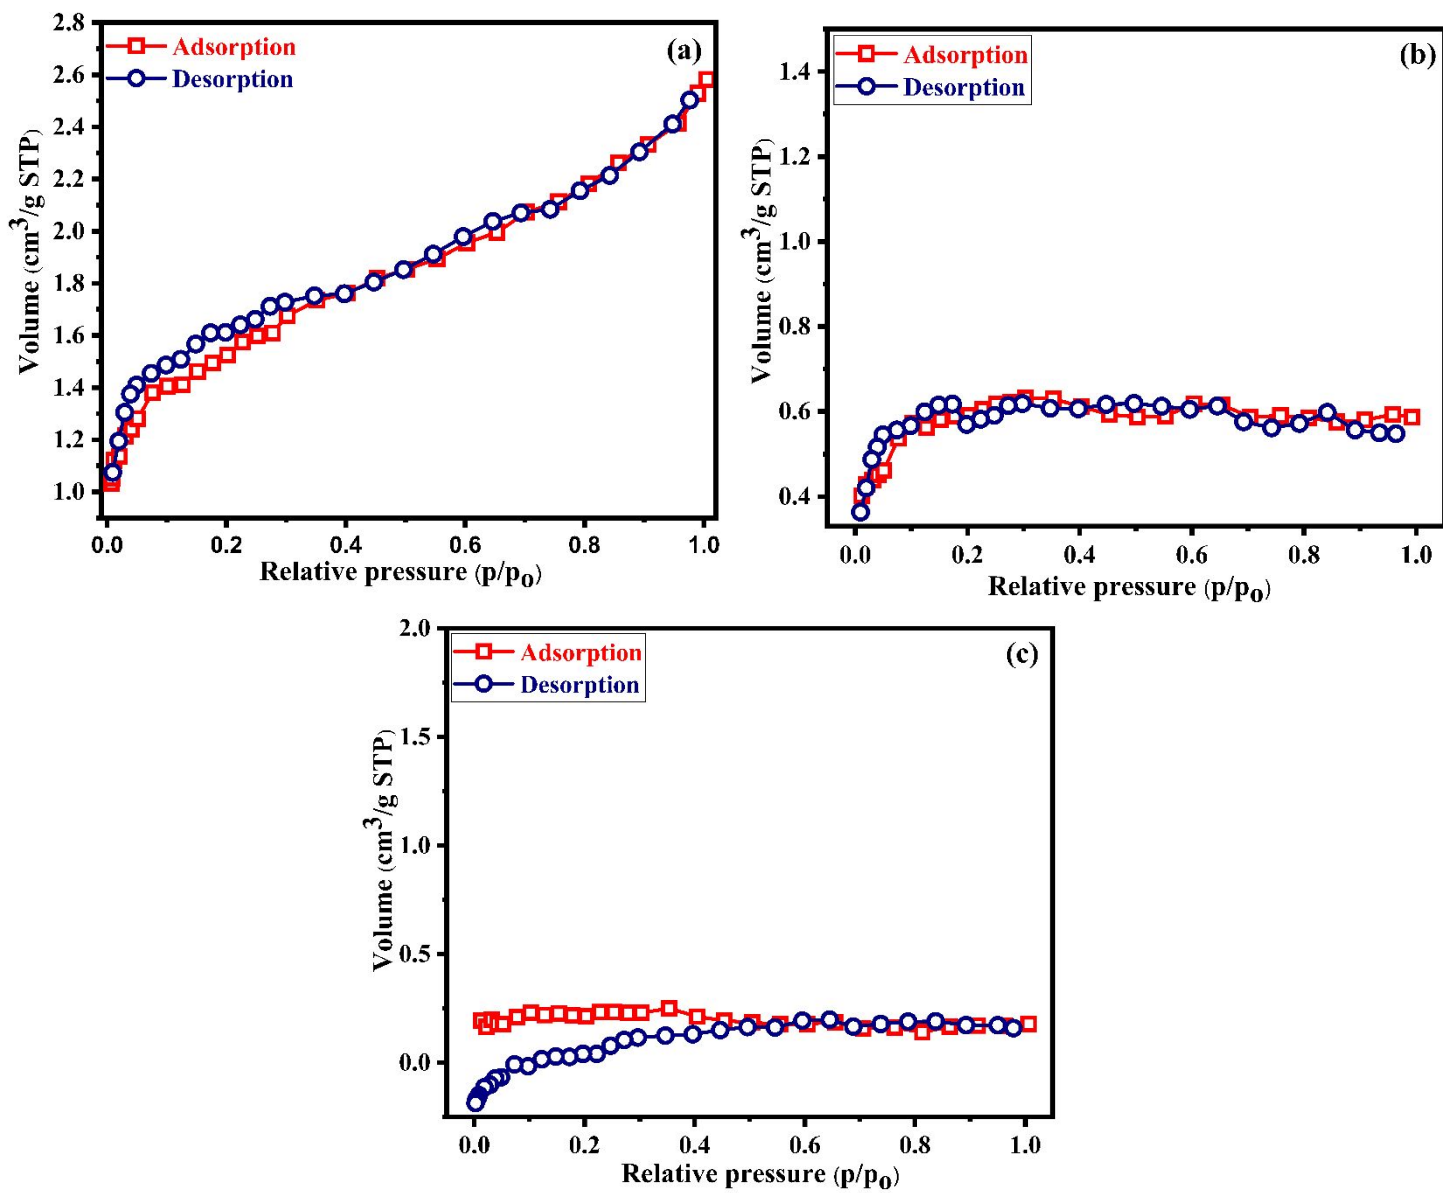 (a)
Adsorption
Desorption
Volume (cm³/g STP)
2.8
2.6
2.4
2.2
2.0
1.8
1.6
1.4
1.2
1.0
0.0 0.2 0.4 0.6 0.8 1.0
Relative pressure (p/p₀)
(b)
Adsorption
Desorption
Volume (cm³/g STP)
1.4
1.2
1.0
0.8
0.6
0.4
0.0 0.2 0.4 0.6 0.8 1.0
Relative pressure (p/p₀)
(c)
Adsorption
Desorption
Volume (cm³/g STP)
2.0
1.5
1.0
0.5
0.0
0.0 0.2 0.4 0.6 0.8 1.0
Relative pressure (p/p₀)